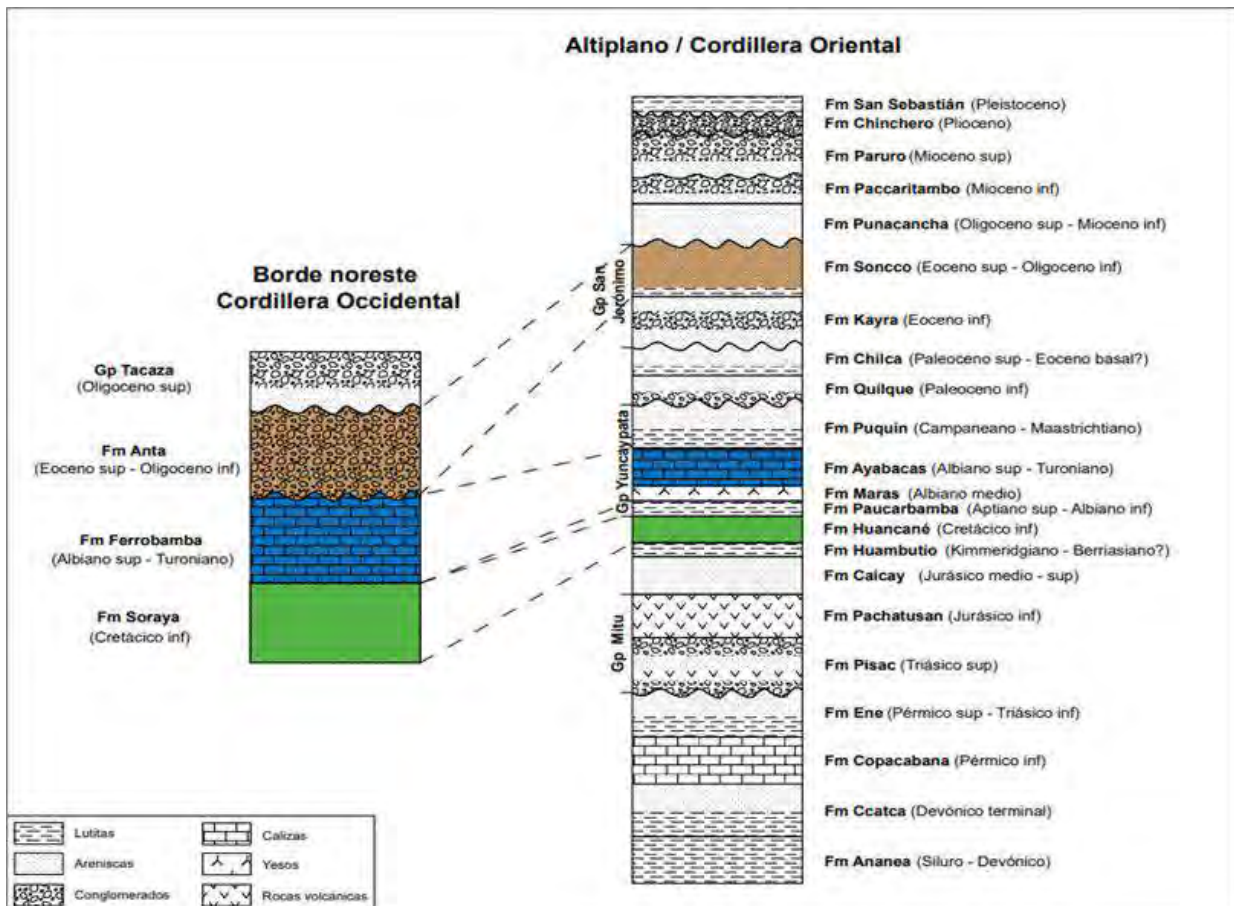 Altiplano / Cordillera Oriental
Fm San Sebastián (Pleistoceno)
Fm Chinchero (Plioceno)
Fm Paruro (Mioceno sup)
Fm Paccaritambo (Mioceno inf)
Fm Punacancha (Oligoceno sup - Mioceno inf)
Fm Soncco (Eoceno sup - Oligoceno inf)
Fm Kayra (Eoceno inf)
Fm Chilca (Paleoceno sup - Eoceno basal?)
Fm Quilque (Paleoceno inf)
Fm Puquin (Campaneano - Maastrichtiano)
Fm Ayabacas (Albiano sup - Turoniano)
Fm Maras (Albiano medio)
Fm Paucarbamba (Aptiano sup - Albiano inf)
Fm Huancané (Cretácico inf)
Fm Huambutio (Kimmeridgiano - Berriasiano?)
Fm Caicay (Jurásico medio - sup)
Fm Pachatusan (Jurásico inf)
Fm Pisac (Triásico sup)
Fm Ene (Pérmico sup - Triásico inf)
Fm Copacabana (Pérmico inf)
Fm Ccatca (Devónico terminal)
Fm Ananea (Siluro - Devónico)
Gp San
Jerónimo
Gp Yuncaypata
Gp Mitu
Borde noreste
Cordillera Occidental
Gp Tacaza
(Oligoceno sup)
Fm Anta
(Eoceno sup - Oligoceno inf)
Fm Ferrobamba
(Albiano sup - Turoniano)
Fm Soraya
(Cretácico inf)
Lutitas
Areniscas
Conglomerados
Calizas
Yesos
Rocas volcánicas